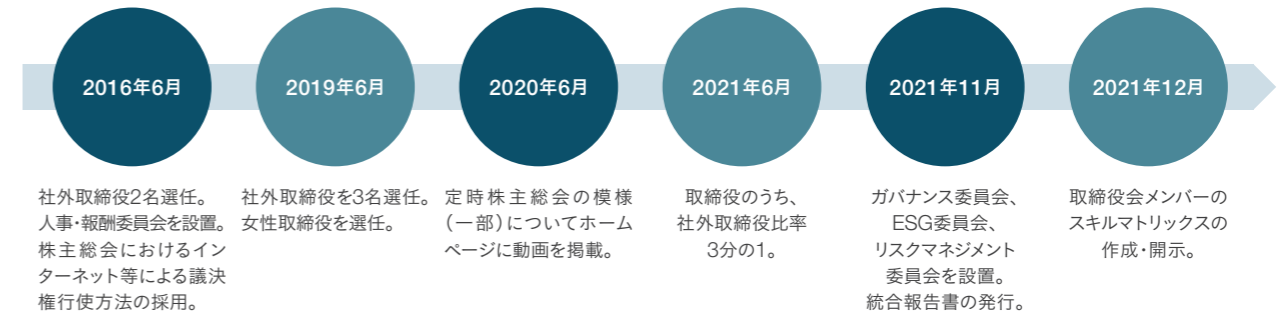 2016年6月
社外取締役2名選任。
人事・報酬委員会を設置。
株主総会におけるイン
ターネット等による議決
権行使方法の採用。
2019年6月
社外取締役を3名選任。
女性取締役を選任。
2020年6月
定時株主総会の模様
（一部）についてホーム
ページに動画を掲載。
2021年6月
取締役のうち、
社外取締役比率
3分の1。
2021年11月
ガバナンス委員会、
ESG委員会、
リスクマネジメント
委員会を設置。
統合報告書の発行。
2021年12月
取締役会メンバーの
スキルマトリックスの
作成・開示。